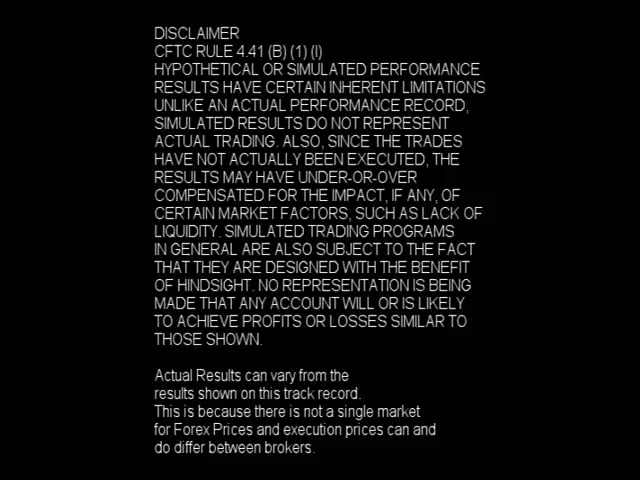 DISCLAIMER
CFTC RULE 4.41 (B) (1) (I)
HYPOTHETICAL OR SIMULATED PERFORMANCE
RESULTS HAVE CERTAIN INHERENT LIMITATIONS
UNLIKE AN ACTUAL PERFORMANCE RECORD,
SIMULATED RESULTS DO NOT REPRESENT
ACTUAL TRADING. ALSO, SINCE THE TRADES
HAVE NOT ACTUALLY BEEN EXECUTED, THE
RESULTS MAY HAVE UNDER-OR-OVER
COMPENSATED FOR THE IMPACT, IF ANY, OF
CERTAIN MARKET FACTORS, SUCH AS LACK OF
LIQUIDITY. SIMULATED TRADING PROGRAMS
IN GENERAL ARE ALSO SUBJECT TO THE FACT
THAT THEY ARE DESIGNED WITH THE BENEFIT
OF HINDSIGHT. NO REPRESENTATION IS BEING
MADE THAT ANY ACCOUNT WILL OR IS LIKELY
TO ACHIEVE PROFITS OR LOSSES SIMILAR TO
THOSE SHOWN.
Actual Results can vary from the
results shown on this track record.
This is because there is not a single market
for Forex Prices and execution prices can and
do differ between brokers.